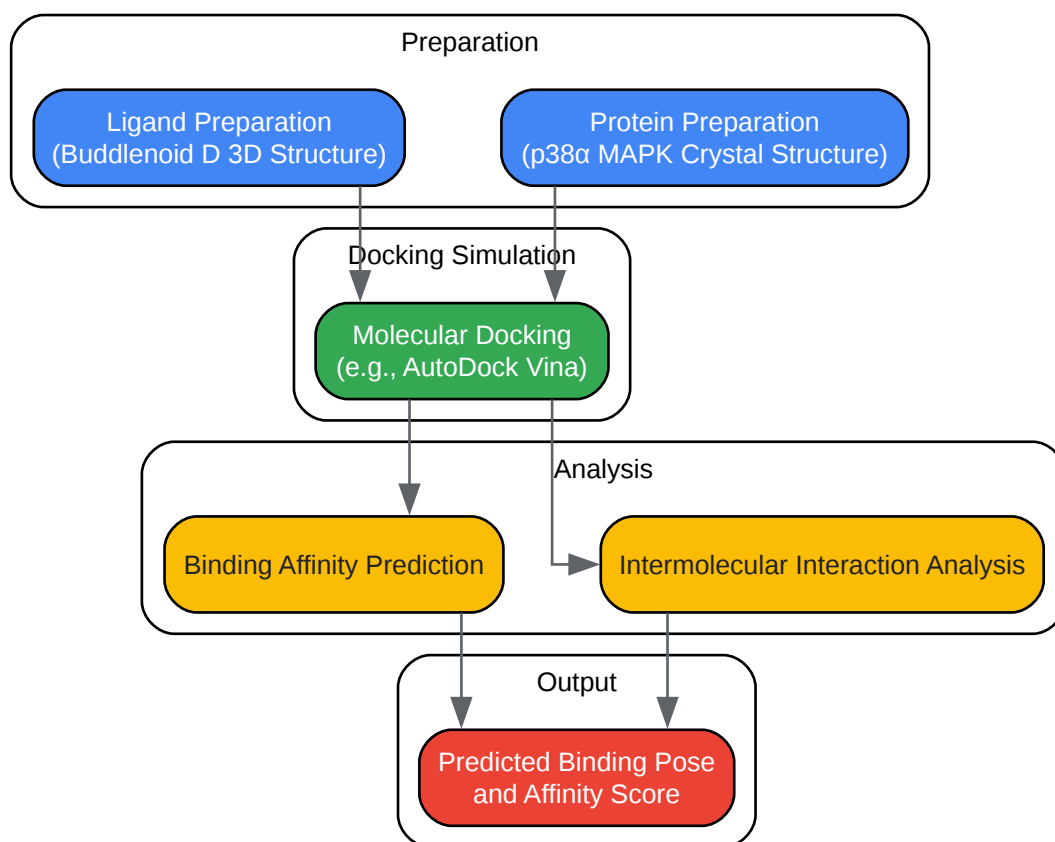 Preparation
Ligand Preparation
(Buddlenoid D 3D Structure)
Protein Preparation
(p38α MAPK Crystal Structure)
Docking Simulation
Molecular Docking
(e.g., AutoDock Vina)
Analysis
Binding Affinity Prediction
Intermolecular Interaction Analysis
Output
Predicted Binding Pose
and Affinity Score